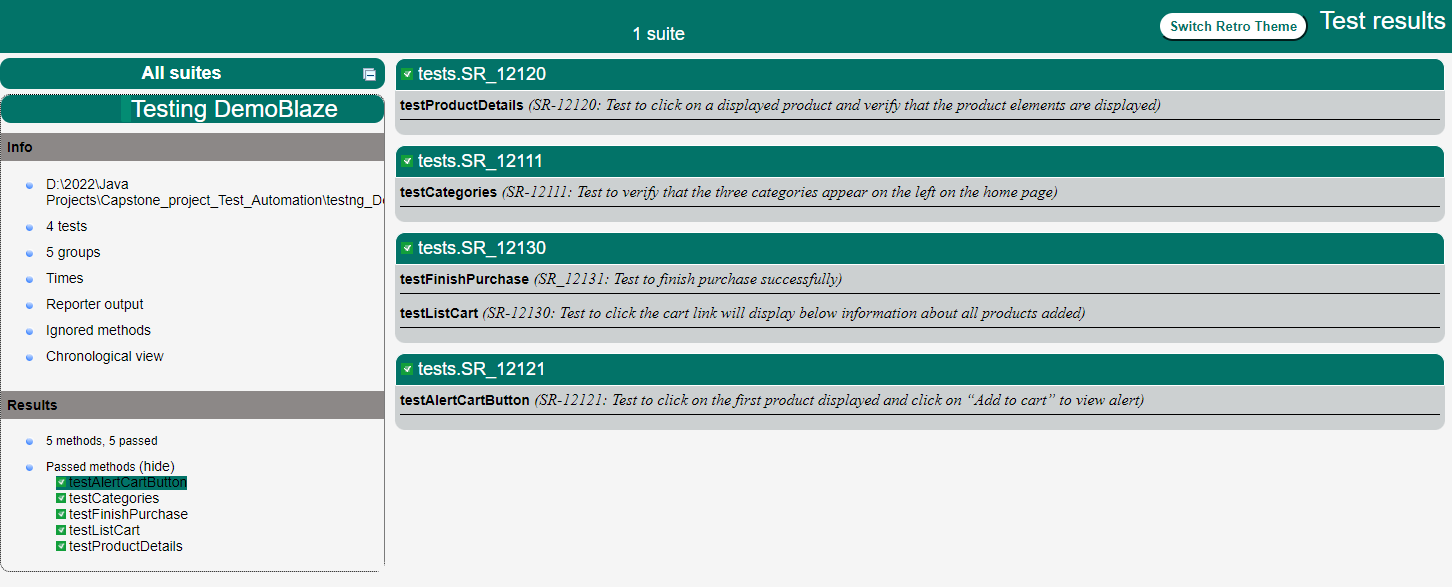 1 suite
Switch Retro Theme
Test results
All suites
Testing DemoBlaze
Info
D:\2022\Java
Projects\Capstone_project_Test_Automation\testng_De
4 tests
5 groups
Times
Reporter output
Ignored methods
Chronological view
Results
5 methods, 5 passed
Passed methods (hide)
testAlertCartButton
testCategories
testFinishPurchase
testListCart
testProductDetails
tests.SR_12120
testProductDetails (SR-12120: Test to click on a displayed product and verify that the product elements are displayed)
tests.SR_12111
testCategories (SR-12111: Test to verify that the three categories appear on the left on the home page)
tests.SR_12130
testFinishPurchase (SR_12131: Test to finish purchase successfully)
testListCart (SR-12130: Test to click the cart link will display below information about all products added)
tests.SR_12121
testAlertCartButton (SR-12121: Test to click on the first product displayed and click on “Add to cart” to view alert)